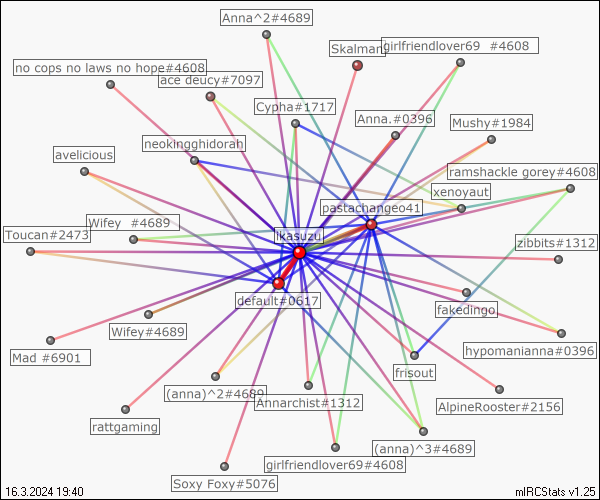 Anna^2#4689
Skalman
girlfriendlover69 #4608
no cops no laws no hope#4608
ace deucy#7097
Cypha#1717
Anna.#0396
Mushy#1984
neokingghidorah
avelicious
ramshackle gorey#4608
xenoyaut
pastachangeo41
Wifey #4689
Toucan#2473
ikasuzu
zibbits#1312
default#0617
fakedingo
Wifey#4689
Mad #6901
hypomanianna#0396
frisout
(anna)^2#4689
Annarchist#1312
AlpineRooster#2156
rattgaming
(anna)^3#4689
girlfriendlover69#4608
Soxy Foxy#5076
16.3.2024 19:40
mIRCStats v1.25